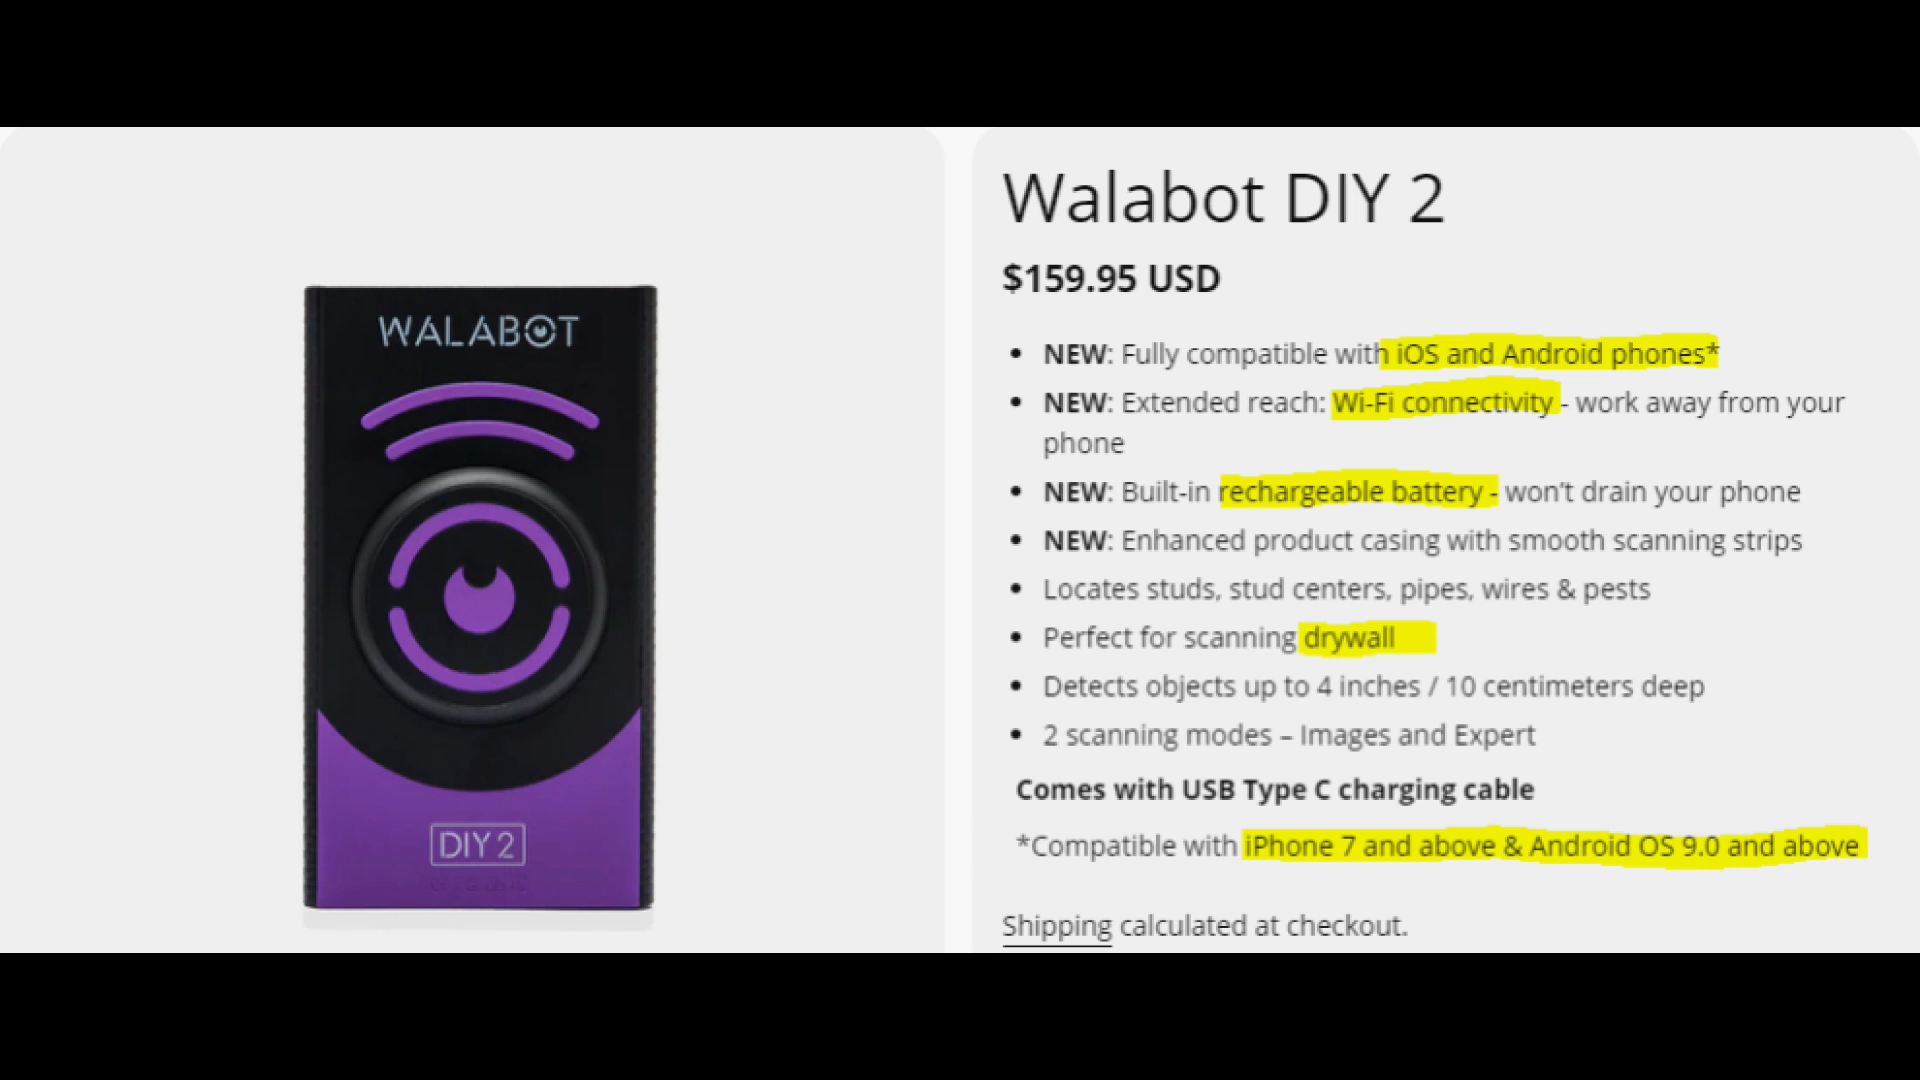 WALABOT
DIY 2
Walabot DIY 2
$159.95 USD
• NEW: Fully compatible with iOS and Android phones*
• NEW: Extended reach: Wi-Fi connectivity - work away from your
phone
• NEW: Built-in rechargeable battery - won't drain your phone
• NEW: Enhanced product casing with smooth scanning strips
• Locates studs, stud centers, pipes, wires & pests
• Perfect for scanning drywall
• Detects objects up to 4 inches / 10 centimeters deep
• 2 scanning modes – Images and Expert
Comes with USB Type C charging cable
*Compatible with iPhone 7 and above & Android OS 9.0 and above
Shipping calculated at checkout.